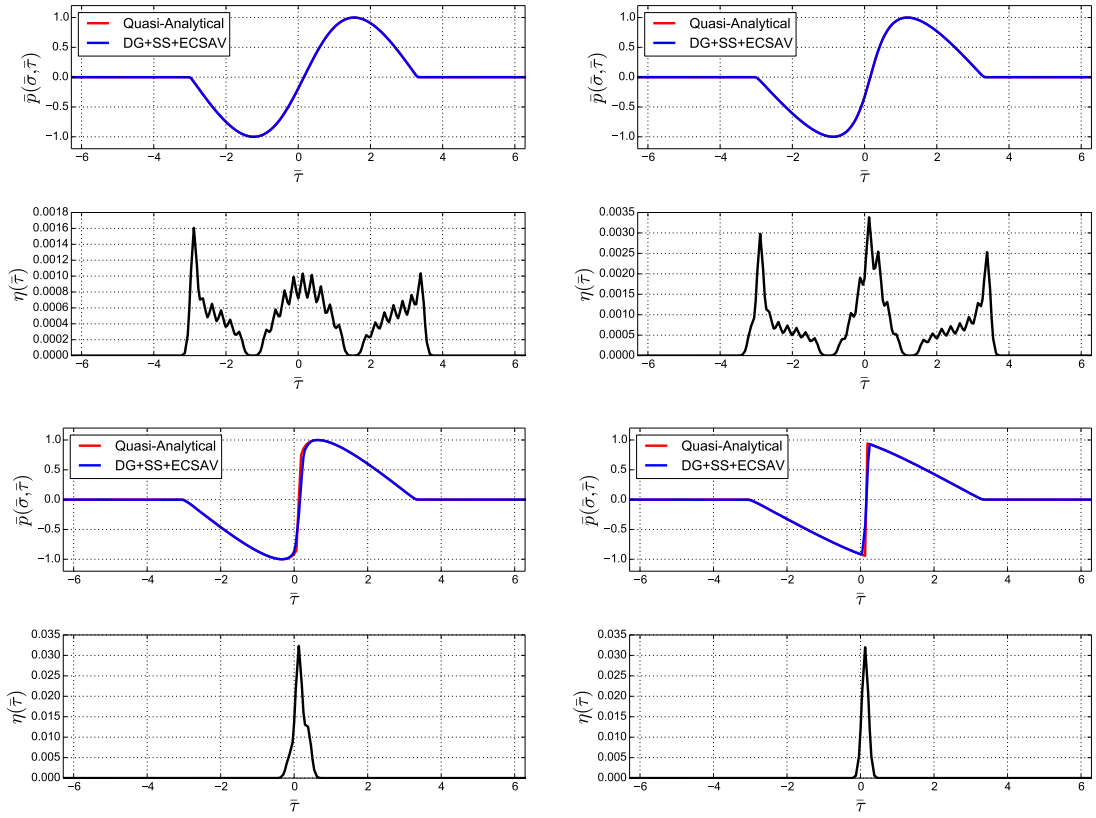 1.0
0.5
0.0
−0.5
−1.0
p̄(σ̄,τ̄)
Quasi-Analytical
DG+SS+ECSAV
−6 −4 −2 0 2 4 6
τ̄
1.0
0.5
0.0
−0.5
−1.0
p̄(σ̄,τ̄)
Quasi-Analytical
DG+SS+ECSAV
−6 −4 −2 0 2 4 6
τ̄
0.0018
0.0016
0.0014
0.0012
0.0010
0.0008
0.0006
0.0004
0.0002
0.0000
η(τ̄)
−6 −4 −2 0 2 4 6
τ̄
0.0035
0.0030
0.0025
0.0020
0.0015
0.0010
0.0005
0.0000
η(τ̄)
−6 −4 −2 0 2 4 6
τ̄
1.0
0.5
0.0
−0.5
−1.0
p̄(σ̄,τ̄)
Quasi-Analytical
DG+SS+ECSAV
−6 −4 −2 0 2 4 6
τ̄
1.0
0.5
0.0
−0.5
−1.0
p̄(σ̄,τ̄)
Quasi-Analytical
DG+SS+ECSAV
−6 −4 −2 0 2 4 6
τ̄
0.035
0.030
0.025
0.020
0.015
0.010
0.005
0.000
η(τ̄)
−6 −4 −2 0 2 4 6
τ̄
0.035
0.030
0.025
0.020
0.015
0.010
0.005
0.000
η(τ̄)
−6 −4 −2 0 2 4 6
τ̄